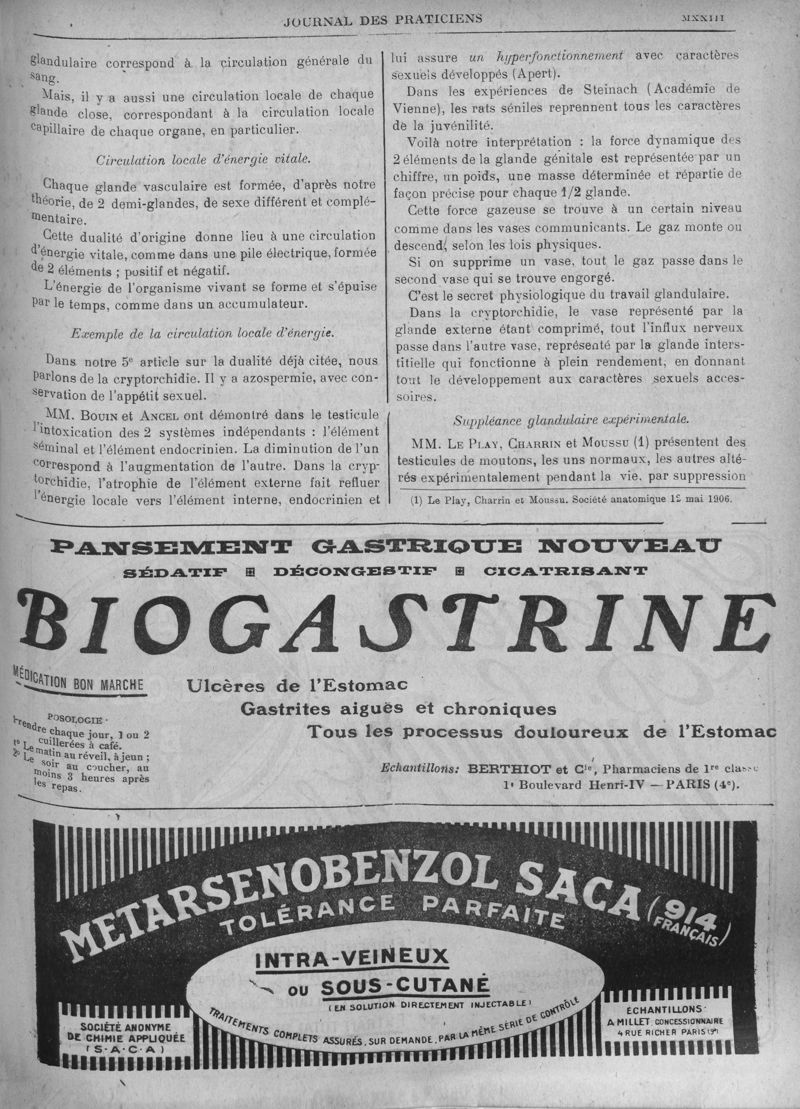 JOURNAL DES PRATICIENS
MXXIII
glandulaire correspond à la circulation générale du
sang.
Mais, il y a aussi une circulation locale de chaque
glande close, correspondant à la circulation locale
capillaire de chaque organe, en particulier.
Circulation locale d'énergie vitale.
Chaque glande vasculaire est formée, d'après notre
théorie, de 2 demi-glandes, de sexe différent et complé-
mentaire.
Cette dualité d'origine donne lieu à une circulation
d'énergie vitale, comme dans une pile électrique, formée
de 2 éléments ; positif et négatif.
L'énergie de l'organisme vivant se forme et s'épuise
par le temps, comme dans un accumulateur.
Exemple de la circulation locale d'énergie.
Dans notre 5e article sur la dualité déjà citée, nous
parlons de la cryptorchidie. Il y a azospermie, avec con-
servation de l'appétit sexuel.
MM. BOUIN et ANCEL ont démontré dans le testicule
l'intoxication des 2 systèmes indépendants : l'élément
séminal et l'élément endocrinien. La diminution de l'un
correspond à l'augmentation de l'autre. Dans la cryp-
torchidie, l'atrophie de l'élément externe fait refluer
l'énergie locale vers l'élément interne, endocrinien et
lui assure un hyperfonctionnement avec caractères
sexuels développés (Apert).
Dans les expériences de Steinach (Académie de
Vienne), les rats séniles reprennent tous les caractères
de la juvénilité.
Voilà notre interprétation : la force dynamique des
2 éléments de la glande génitale est représentée par un
chiffre, un poids, une masse déterminée et répartie de
façon précise pour chaque 1/2 glande.
Cette force gazeuse se trouve à un certain niveau
comme dans les vases communicants. Le gaz monte ou
descend, selon les lois physiques.
Si on supprime un vase, tout le gaz passe dans le
second vase qui se trouve engorgé.
C'est le secret physiologique du travail glandulaire.
Dans la cryptorchidie, le vase représenté par la
glande externe étant comprimé, tout l'influx nerveux
passe dans l'autre vase, représenté par la glande inters-
titielle qui fonctionne à plein rendement, en donnant
tout le développement aux caractères sexuels acces-
soires.
Suppléance glandulaire expérimentale.
MM. LE PLAY, CHARRIN et MOUSSU (1) présentent des
testicules de moutons, les uns normaux, les autres alté-
rés expérimentalement pendant la vie, par suppression
(1) Le Play, Charrin et Moussu. Société anatomique 12 mai 1906.
PANSEMENT GASTRIQUE NOUVEAU
SÉDATIF ⊞ DÉCONGESTIF ⊞ CICATRISANT
BIOGASTRINE
MÉDICATION BON MARCHE
Ulcères de l'Estomac
Gastrites aiguës et chroniques
Tous les processus douloureux de l'Estomac
POSOLOGIE ·
Prendre chaque jour, 1 ou 2
cuillerées à café.
1° Le matin au réveil, à jeun ;
2° Le soir au coucher, au
moins 3 heures après
les repas.
Echantillons: BERTHIOT et Cie, Pharmaciens de 1re classe
Boulevard Henri-IV — PARIS (4e).
METARSENOBENZOL SACA (914 FRANÇAIS)
TOLÉRANCE PARFAITE
INTRA-VEINEUX
OU SOUS-CUTANÉ
(EN SOLUTION DIRECTEMENT INJECTABLE)
TRAITEMENTS COMPLETS ASSURÉS, SUR DEMANDE, PAR LA MÊME SÉRIE DE CONTRÔLE
SOCIÉTÉ ANONYME
DE CHIMIE APPLIQUÉE
(S·A·C·A)
ÉCHANTILLONS·
A MILLET CONCESSIONNAIRE
4 RUE RICHER PARIS